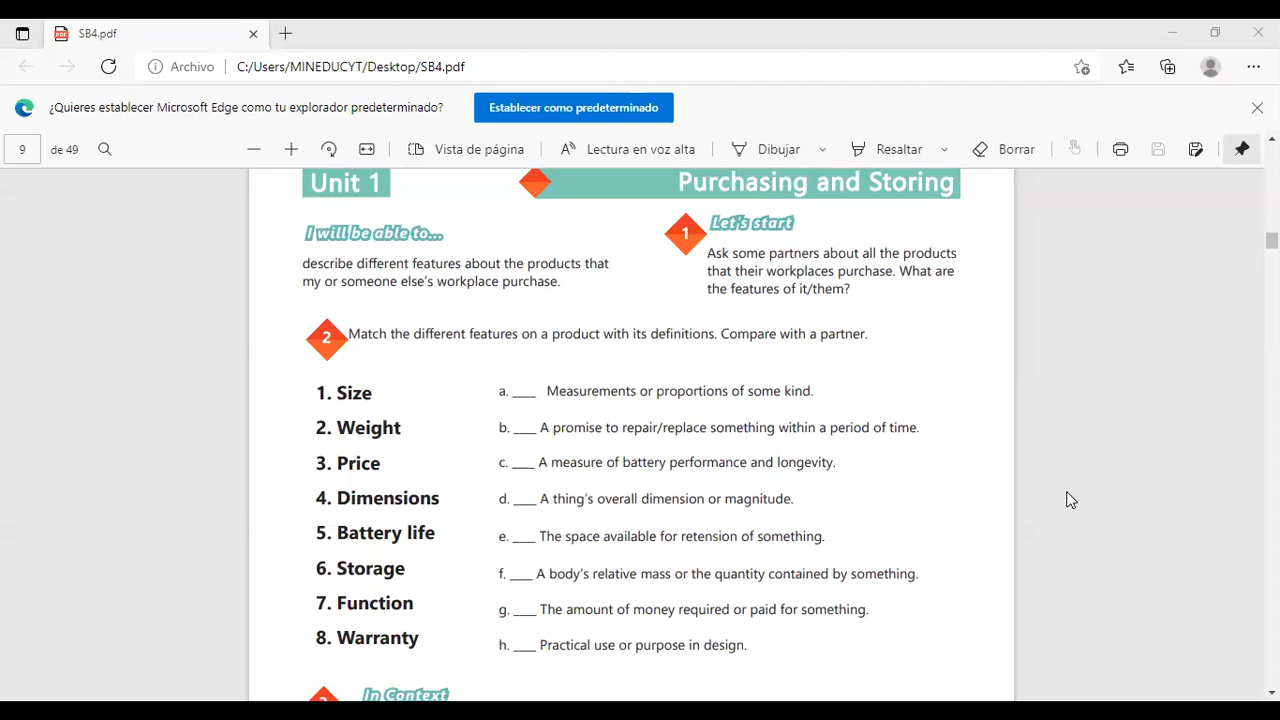 SB4.pdf
Archivo
C:/Users/MINEDUCYT/Desktop/SB4.pdf
¿Quieres establecer Microsoft Edge como tu explorador predeterminado?
Establecer como predeterminado
9 de 49
Vista de página
Lectura en voz alta
Dibujar
Resaltar
Borrar
Unit 1
Purchasing and Storing
I will be able to...
describe different features about the products that
my or someone else's workplace purchase.
1
Let's start
Ask some partners about all the products
that their workplaces purchase. What are
the features of it/them?
2
Match the different features on a product with its definitions. Compare with a partner.
1. Size
a. ____ Measurements or proportions of some kind.
2. Weight
b. ____ A promise to repair/replace something within a period of time.
3. Price
c. ____ A measure of battery performance and longevity.
4. Dimensions
d. ____ A thing's overall dimension or magnitude.
5. Battery life
e. ____ The space available for retension of something.
6. Storage
f. ____ A body's relative mass or the quantity contained by something.
7. Function
g. ____ The amount of money required or paid for something.
8. Warranty
h. ____ Practical use or purpose in design.
In Context